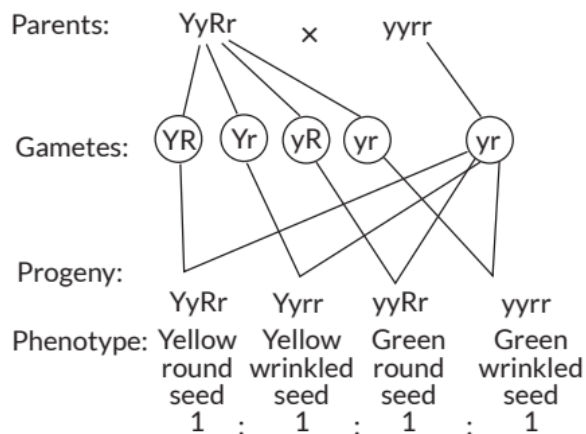 Parents: YyRr × yyrr
Gametes: YR Yr yR yr yr
Progeny:
YyRr Yyrr yyRr yyrr
Phenotype: Yellow Yellow Green Green
round wrinkled round wrinkled
seed seed seed seed
1 : 1 : 1 : 1